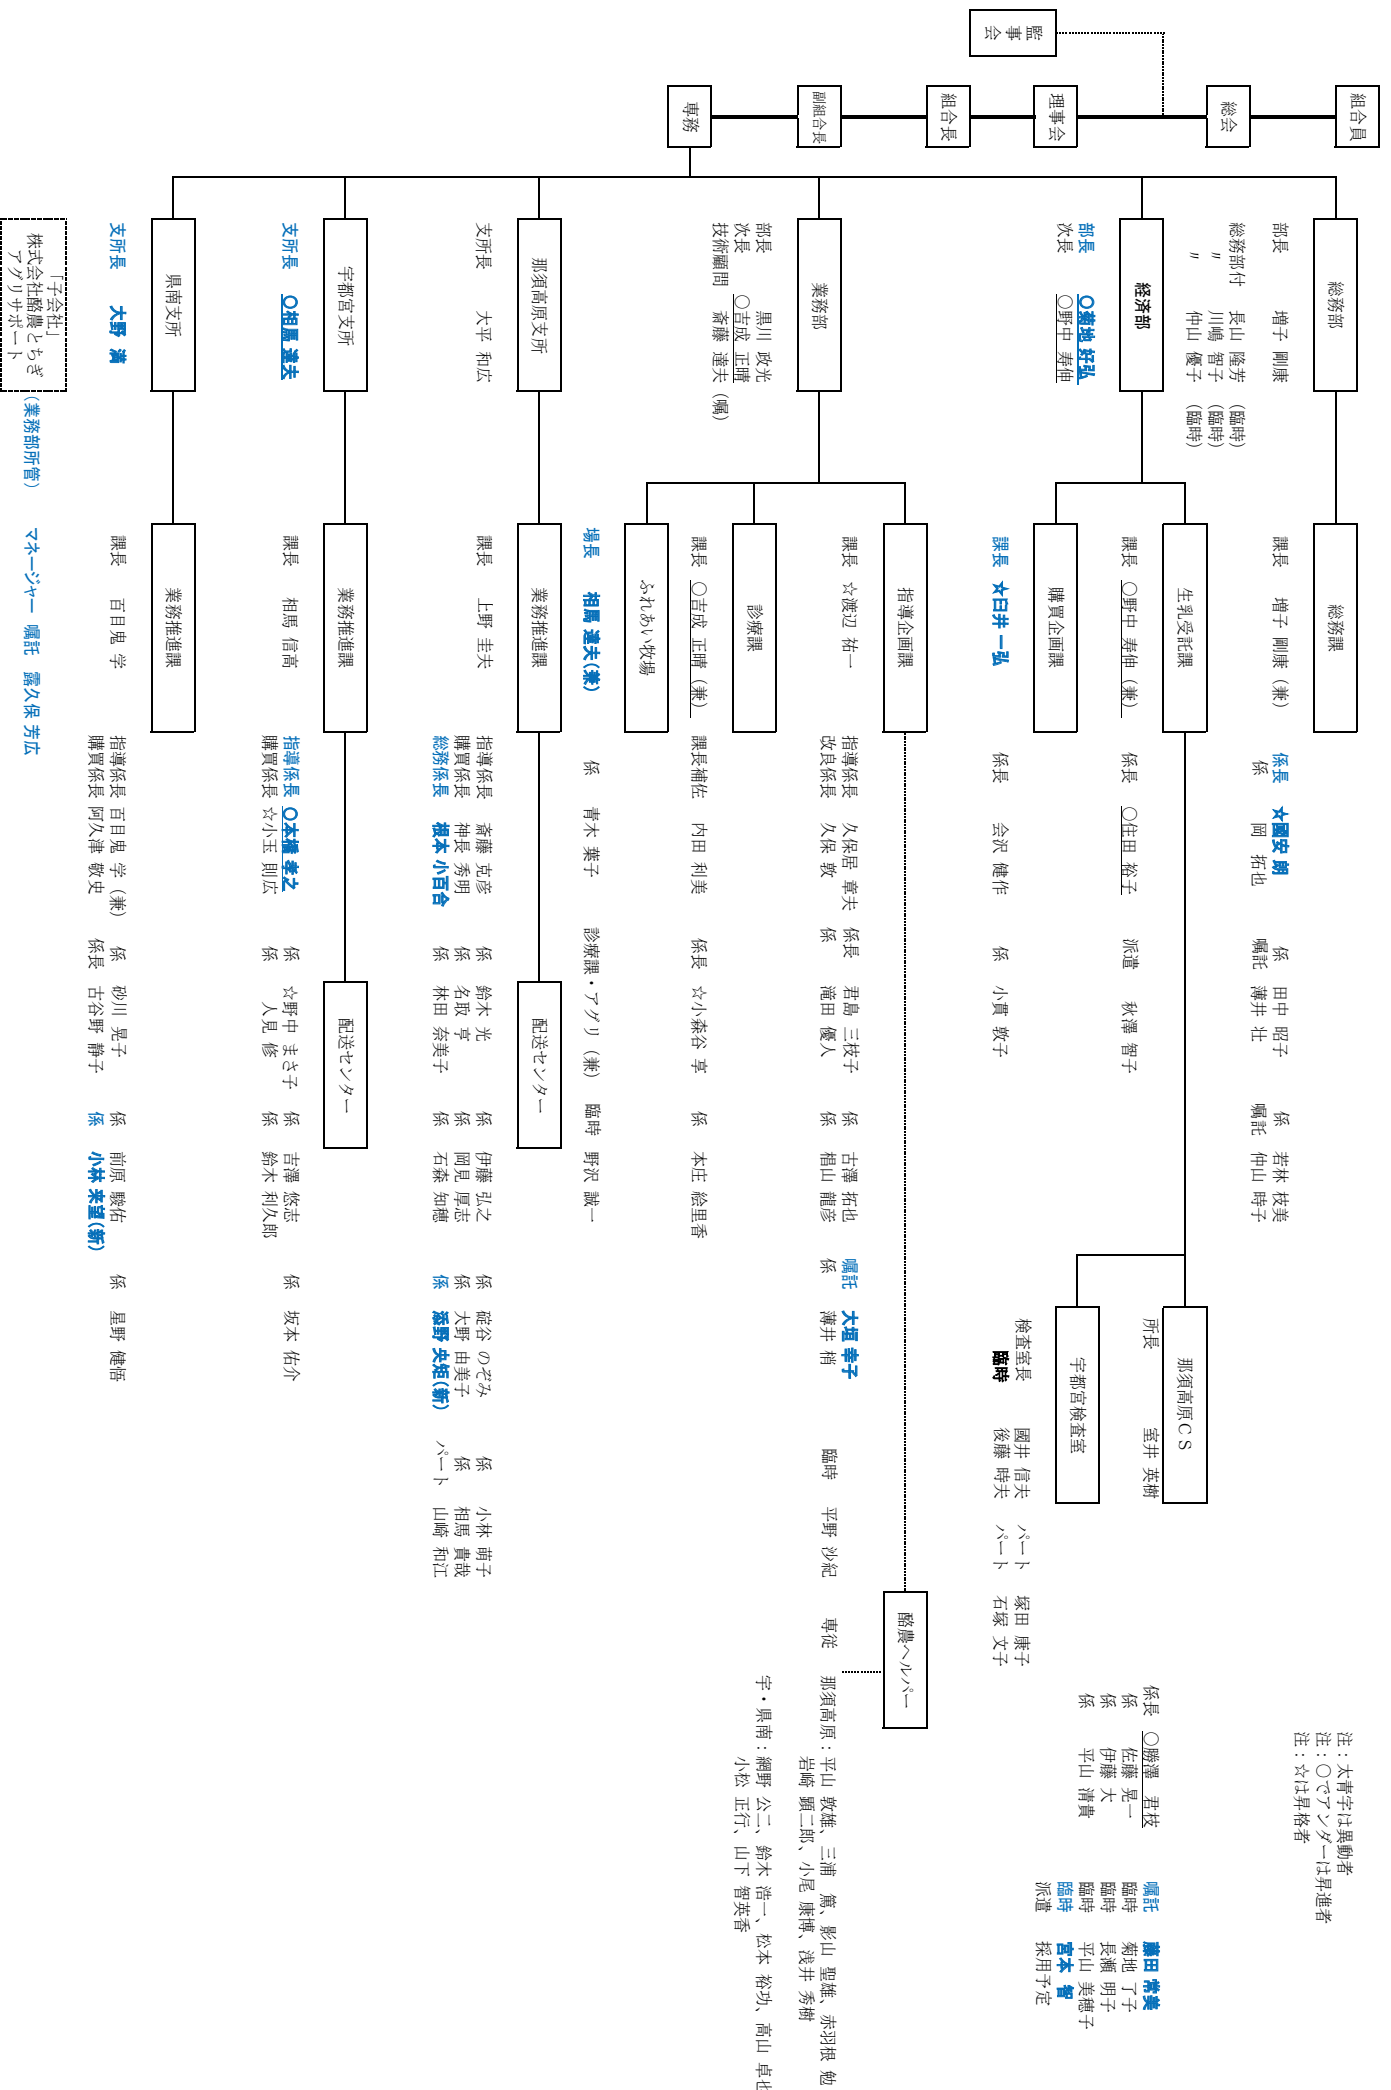 組合員
総会
監事会
理事会
組合長
副組合長
専務
注：太青字は異動者
注：〇でアンダーは昇進者
注：☆は昇格者
総務部
総務課
部長 増子 剛康
課長 増子 剛康（兼）
係長 ☆國安 朗 係 田中 昭子 係 若林 枝美
係 岡 拓也 嘱託 薄井 壮 嘱託 仲山 時子
総務部付 長山 隆芳 （臨時）
〃 川嶋 智子 （臨時）
〃 仲山 優子 （臨時）
経済部
部長 〇菊地 好弘
次長 〇野中 寿伸
生乳受託課
課長 〇野中 寿伸（兼） 係長 〇住田 裕子 派遣 秋澤 智子
那須高原ＣＳ
所長 室井 英樹 係長 〇勝澤 君枝 嘱託 藤田 常美
係 佐藤 晃一 臨時 菊地 了子
係 伊藤 大 臨時 長瀬 明子
係 平山 清貴 臨時 平山 美穂子
臨時 宮本 智
派遣 採用予定
宇都宮検査室
検査室長 國井 信夫 パート 塚田 康子
臨時 後藤 時夫 パート 石塚 文子
購買企画課
課長 ☆臼井 一弘 係長 会沢 健作 係 小貫 敦子
業務部
部長 黒川 政光
次長 〇吉成 正晴
技術顧問 斎藤 達夫（嘱）
指導企画課
課長 ☆渡辺 祐一 指導係長 久保居 章夫 係長 君島 三枝子 係 古澤 拓也 嘱託 大垣 幸子
改良係長 久保 敦 係 滝田 優人 係 椙山 龍彦 係 薄井 梢 臨時 平野 沙紀 専従
酪農ヘルパー
那須高原：平山 敦雄、三浦 篤、影山 聖雄、赤羽根 勉
岩崎 顕二郎、小尾 康博、浅井 秀樹
宇・県南：網野 公二、鈴木 浩一、松本 裕功、高山 卓也
小松 正行、山下 智英香
診療課
課長 〇吉成 正晴（兼） 課長補佐 内田 利美 係長 ☆小森谷 享 係 本庄 絵里香
ふれあい牧場
場長 相馬 達夫（兼） 係 青木 葉子 診療課・アグリ（兼） 臨時 野沢 誠一
那須高原支所
支所長 大平 和広
業務推進課
配送センター
課長 上野 圭夫 指導係長 斎藤 克彦 係 鈴木 光 係 伊藤 弘之 係 碇谷 のぞみ 係 小林 萌子
購買係長 神長 秀明 係 名取 亨 係 岡見 厚志 係 大野 由美子 係 相馬 貴哉
総務係長 根本 小百合 係 林田 奈美子 係 石森 知穂 係 添野 央矩（新） パート 山崎 和江
宇都宮支所
支所長 〇相馬 達夫
業務推進課
配送センター
課長 相馬 信高 指導係長 〇本橋 孝之 係 ☆野中 まさ子 係 吉澤 悠志 係 坂本 佑介
購買係長 ☆小玉 則広 係 人見 修 係 鈴木 利久郎
県南支所
支所長 大野 満
業務推進課
課長 百目鬼 学 指導係長 百目鬼 学（兼） 係 砂川 晃子 係 前原 駿佑 係 星野 健悟
購買係長 阿久津 敬史 係長 古谷野 静子 係 小林 来望（新）
「子会社」
株式会社酪農とちぎ
アグリサポート
（業務部所管） マネージャー 嘱託 露久保 芳広